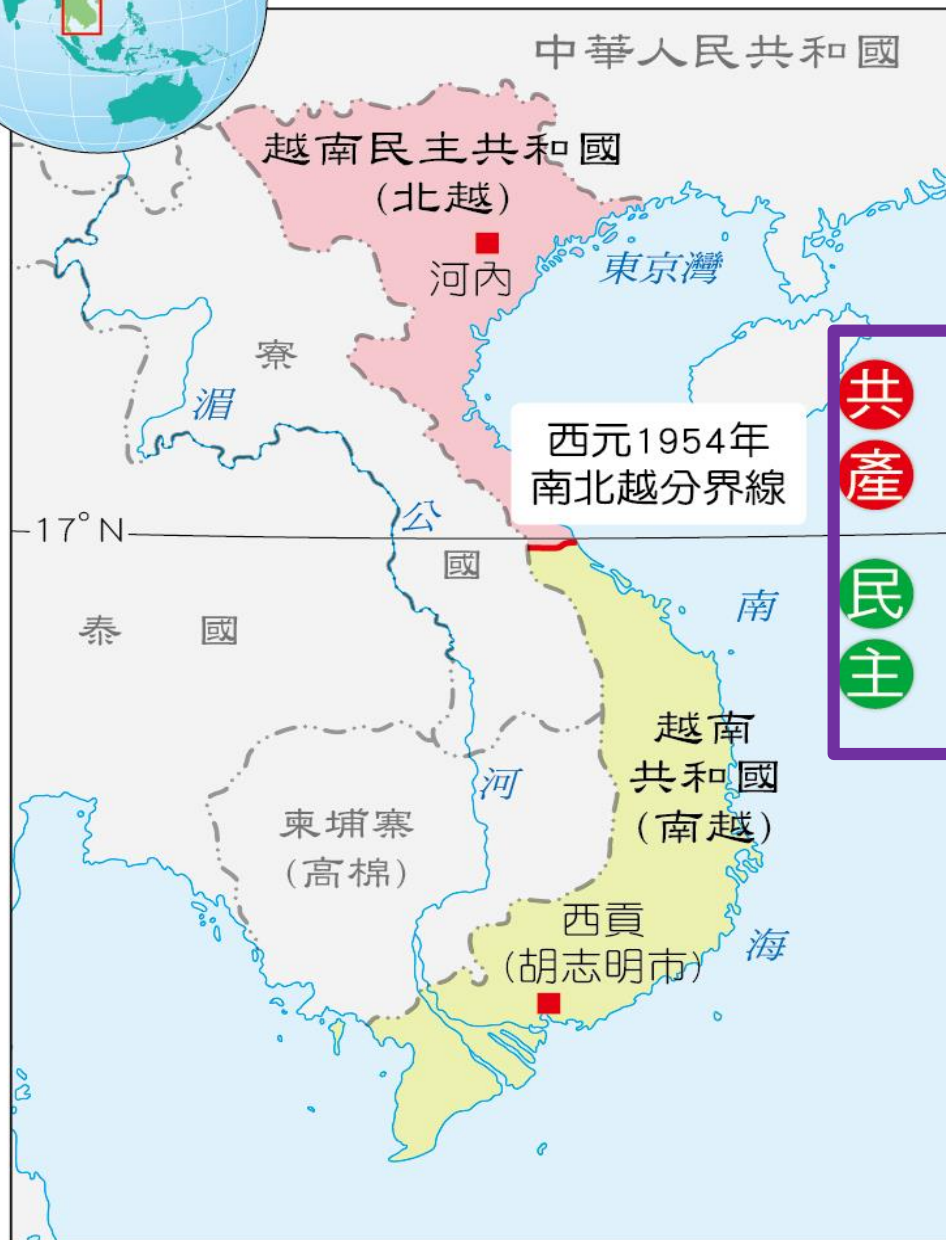 中華人民共和國
越南民主共和國
(北越)
河內
東京灣
寮
湄
共
產
西元1954年
南北越分界線
公
17°N
國
民
主
南
泰 國
越南
共和國
(南越)
河
柬埔寨
(高棉)
西貢
(胡志明市)
海